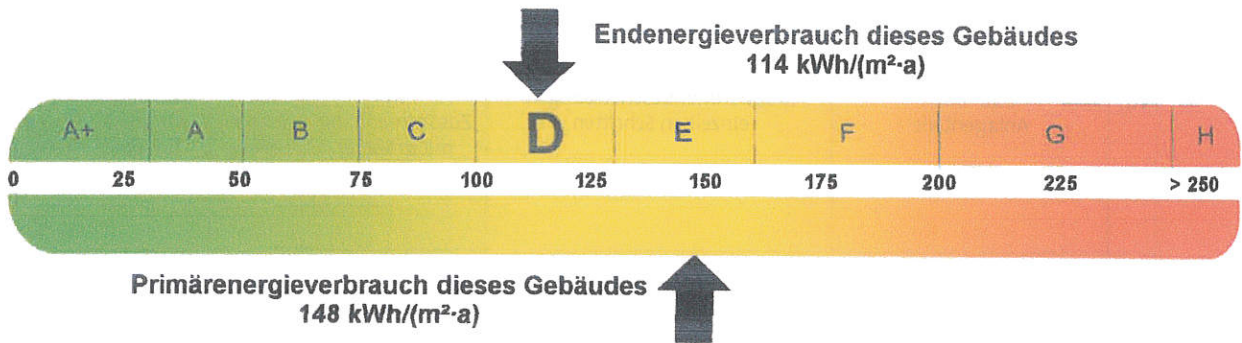 Endenergieverbrauch dieses Gebäudes
114 kWh/(m²·a)
A+ A B C D E F G H
0 25 50 75 100 125 150 175 200 225 > 250
Primärenergieverbrauch dieses Gebäudes
148 kWh/(m²·a)